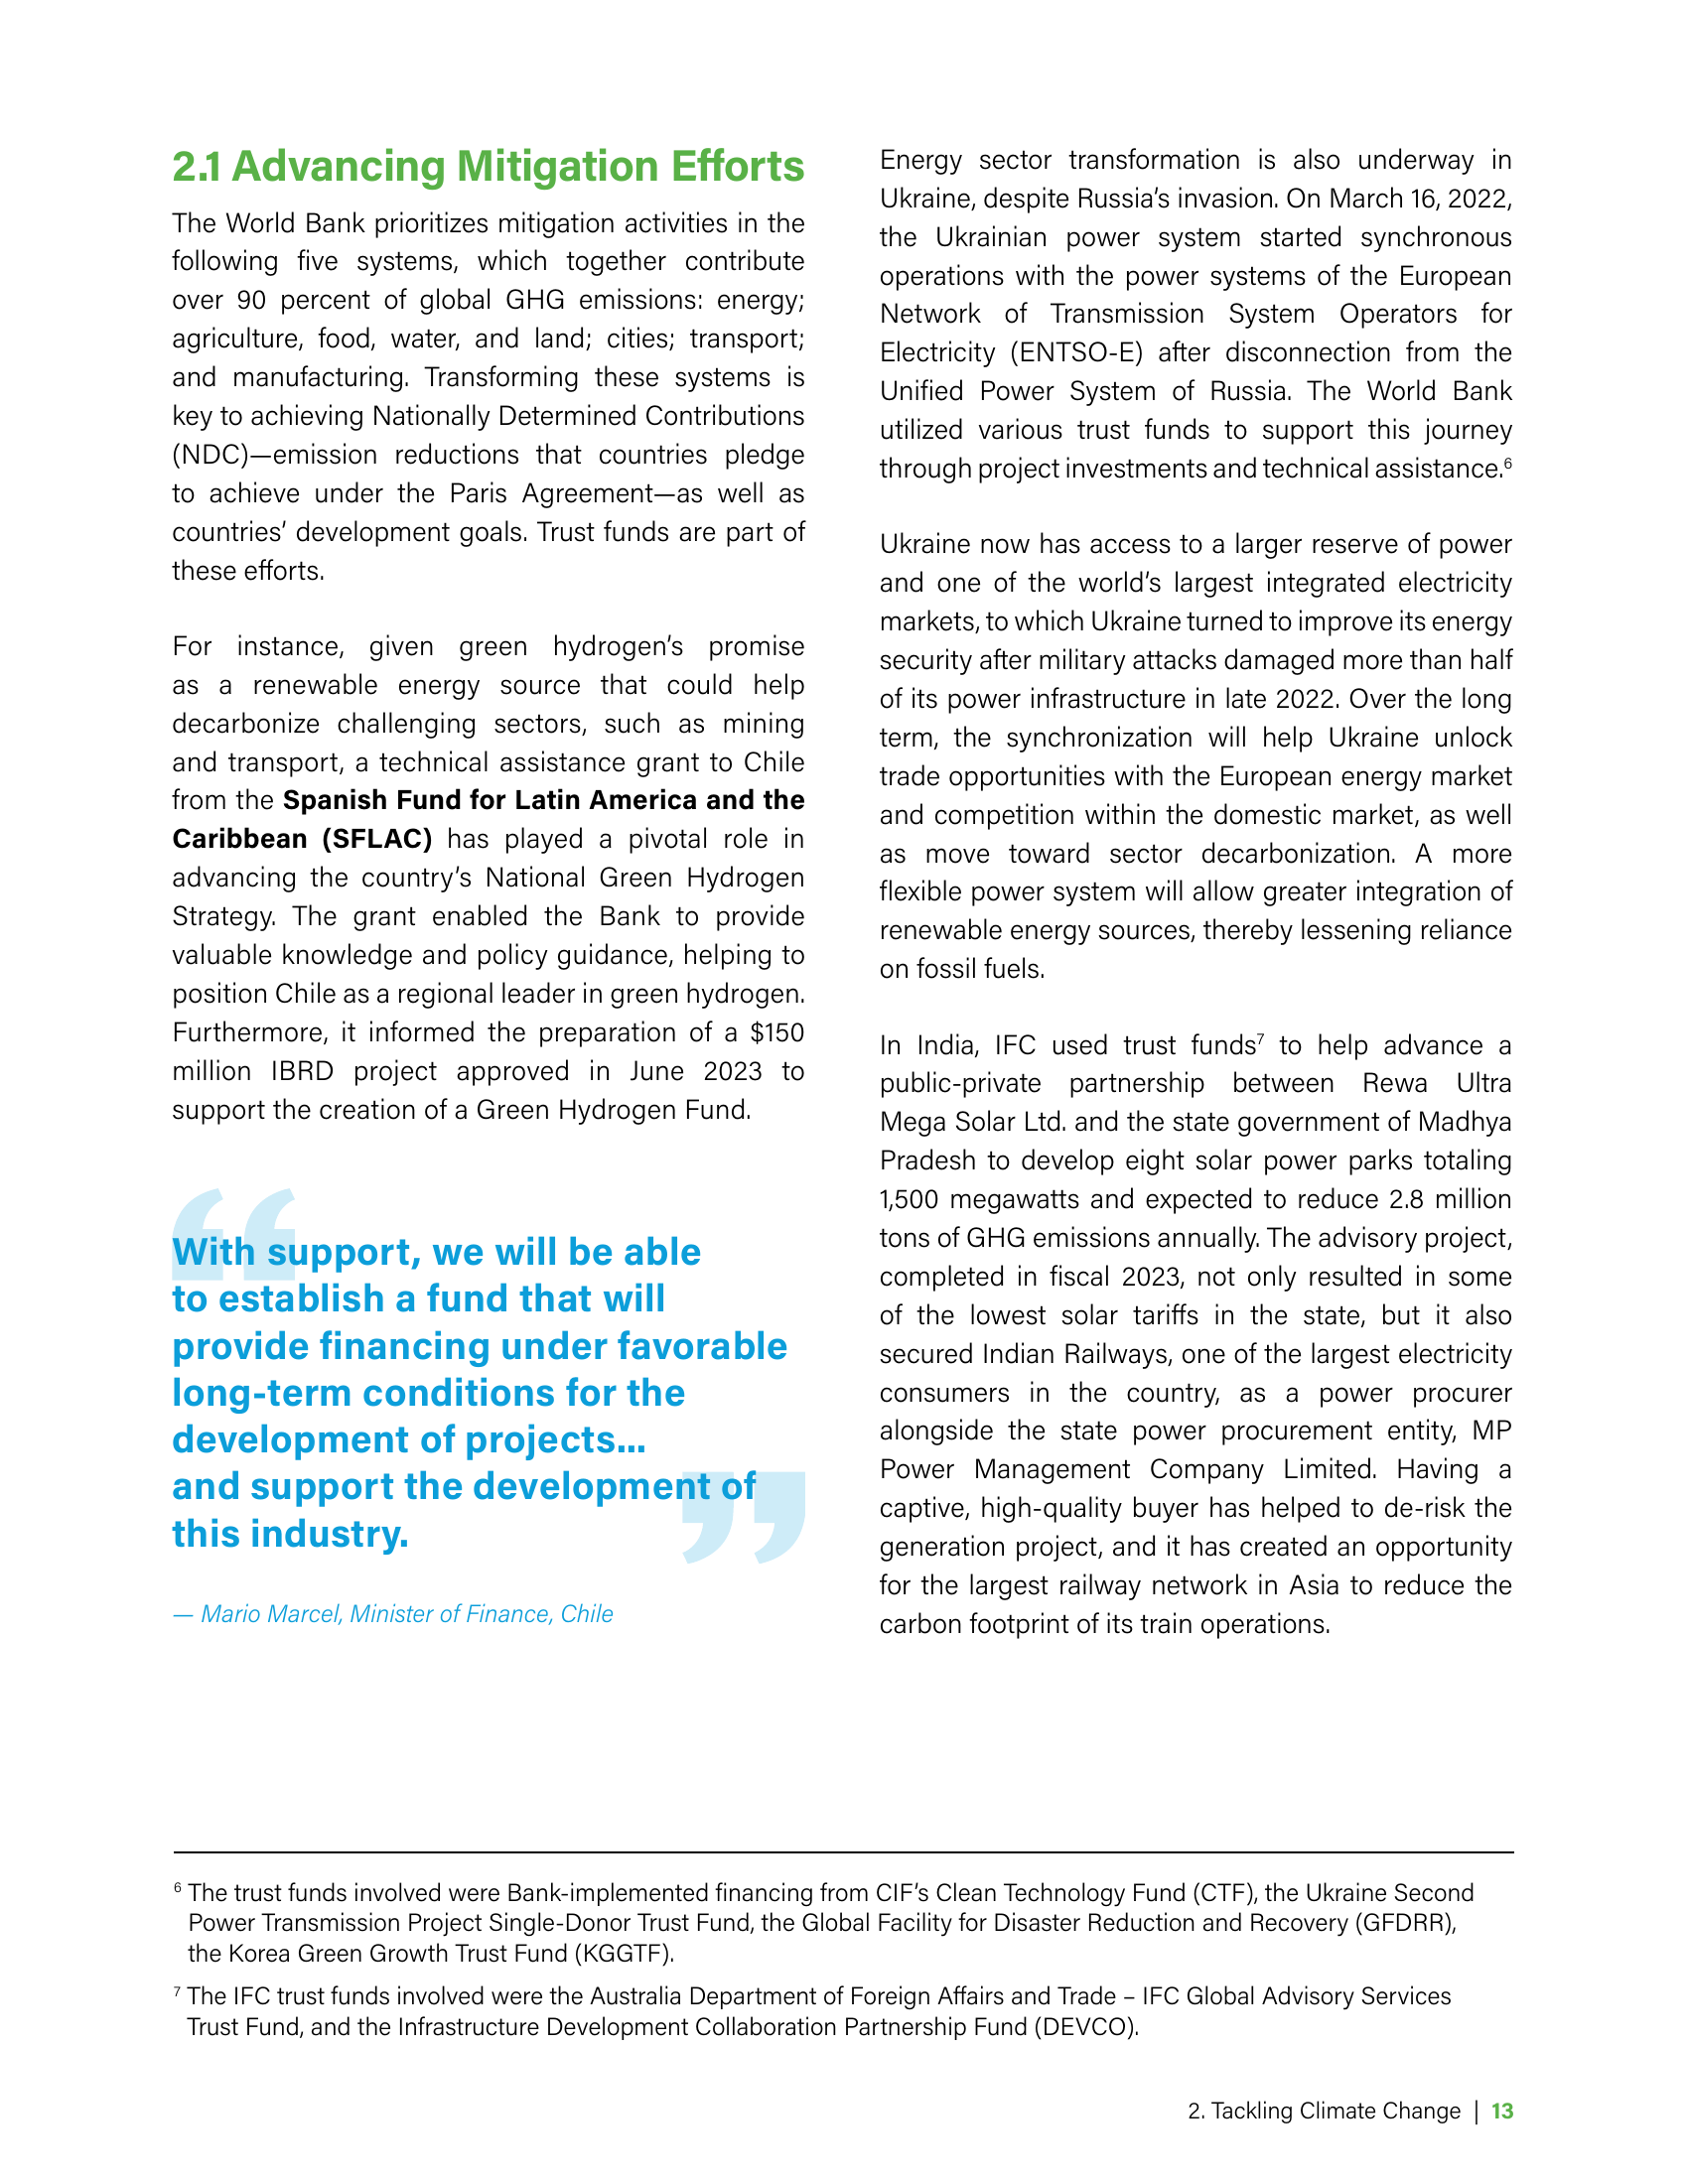 2.1 Advancing Mitigation Efforts
The World Bank prioritizes mitigation activities in the
following five systems, which together contribute
over 90 percent of global GHG emissions: energy;
agriculture, food, water, and land; cities; transport;
and manufacturing. Transforming these systems is
key to achieving Nationally Determined Contributions
(NDC)—emission reductions that countries pledge
to achieve under the Paris Agreement—as well as
countries’ development goals. Trust funds are part of
these efforts.
For instance, given green hydrogen’s promise
as a renewable energy source that could help
decarbonize challenging sectors, such as mining
and transport, a technical assistance grant to Chile
from the Spanish Fund for Latin America and the
Caribbean (SFLAC) has played a pivotal role in
advancing the country’s National Green Hydrogen
Strategy. The grant enabled the Bank to provide
valuable knowledge and policy guidance, helping to
position Chile as a regional leader in green hydrogen.
Furthermore, it informed the preparation of a $150
million IBRD project approved in June 2023 to
support the creation of a Green Hydrogen Fund.
“With support, we will be able
to establish a fund that will
provide financing under favorable
long-term conditions for the
development of projects...
and support the development of
this industry.”
— Mario Marcel, Minister of Finance, Chile
Energy sector transformation is also underway in
Ukraine, despite Russia’s invasion. On March 16, 2022,
the Ukrainian power system started synchronous
operations with the power systems of the European
Network of Transmission System Operators for
Electricity (ENTSO-E) after disconnection from the
Unified Power System of Russia. The World Bank
utilized various trust funds to support this journey
through project investments and technical assistance.⁶
Ukraine now has access to a larger reserve of power
and one of the world’s largest integrated electricity
markets, to which Ukraine turned to improve its energy
security after military attacks damaged more than half
of its power infrastructure in late 2022. Over the long
term, the synchronization will help Ukraine unlock
trade opportunities with the European energy market
and competition within the domestic market, as well
as move toward sector decarbonization. A more
flexible power system will allow greater integration of
renewable energy sources, thereby lessening reliance
on fossil fuels.
In India, IFC used trust funds⁷ to help advance a
public-private partnership between Rewa Ultra
Mega Solar Ltd. and the state government of Madhya
Pradesh to develop eight solar power parks totaling
1,500 megawatts and expected to reduce 2.8 million
tons of GHG emissions annually. The advisory project,
completed in fiscal 2023, not only resulted in some
of the lowest solar tariffs in the state, but it also
secured Indian Railways, one of the largest electricity
consumers in the country, as a power procurer
alongside the state power procurement entity, MP
Power Management Company Limited. Having a
captive, high-quality buyer has helped to de-risk the
generation project, and it has created an opportunity
for the largest railway network in Asia to reduce the
carbon footprint of its train operations.
⁶ The trust funds involved were Bank-implemented financing from CIF’s Clean Technology Fund (CTF), the Ukraine Second
Power Transmission Project Single-Donor Trust Fund, the Global Facility for Disaster Reduction and Recovery (GFDRR),
the Korea Green Growth Trust Fund (KGGTF).
⁷ The IFC trust funds involved were the Australia Department of Foreign Affairs and Trade – IFC Global Advisory Services
Trust Fund, and the Infrastructure Development Collaboration Partnership Fund (DEVCO).
2. Tackling Climate Change | 13